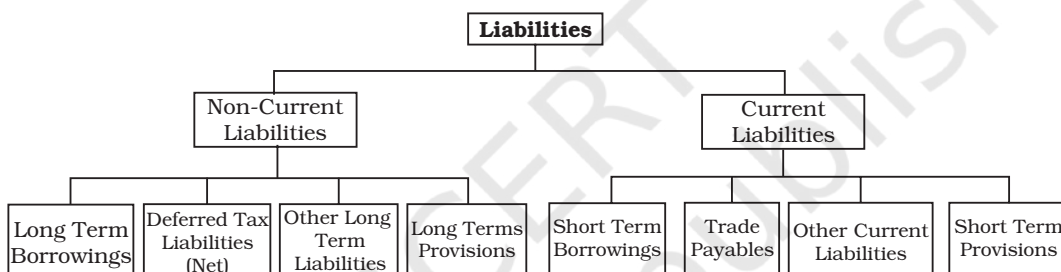 Liabilities
Non-Current
Liabilities
Current
Liabilities
Long Term
Borrowings
Deferred Tax
Liabilities
(Net)
Other Long
Term
Liabilities
Long Terms
Provisions
Short Term
Borrowings
Trade
Payables
Other Current
Liabilities
Short Term
Provisions